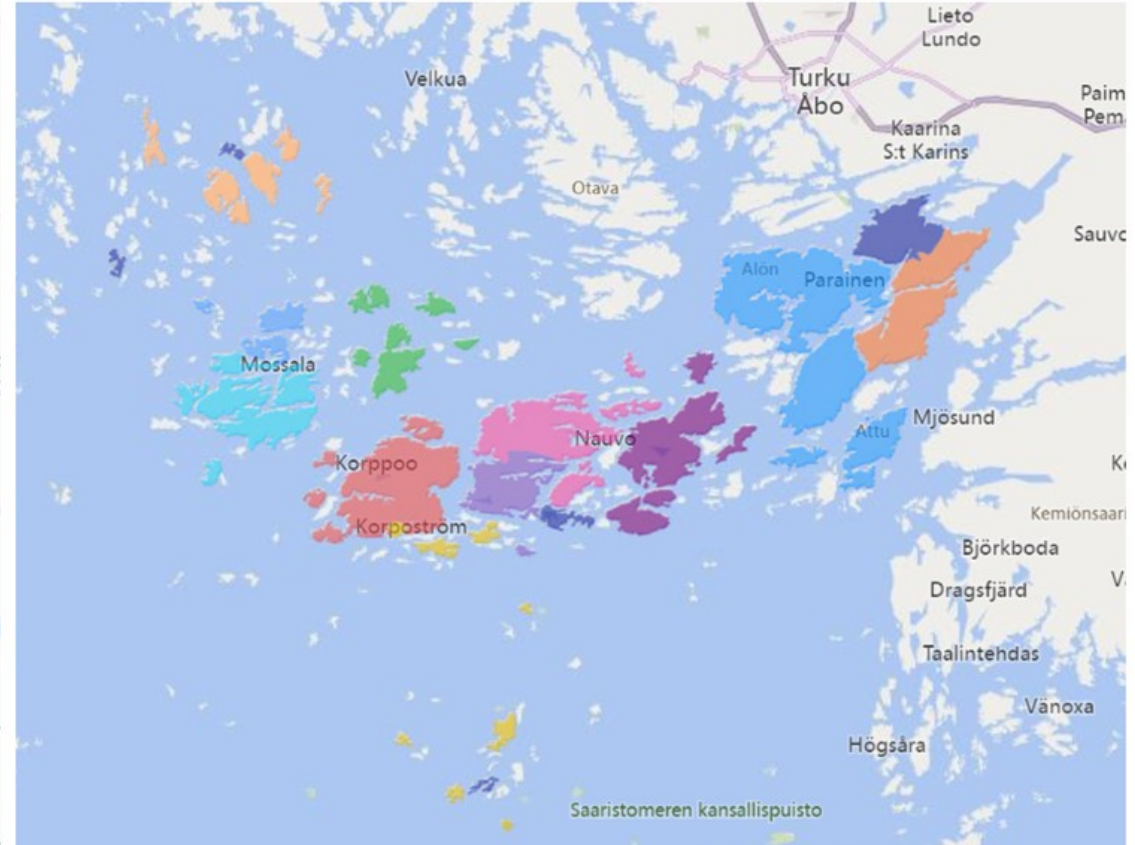 Lieto
Lundo
Velkua
Turku
Åbo
Paim
Pem
Kaarina
S:t Karins
Otava
Sauvo
Alön
Parainen
Mossala
Mjösund
Attu
Nauvo
Korppoo
Korpoström
Kemiönsaari
Björkboda
Dragsfjärd
Taalintehdas
Vänoxa
Högsåra
Saaristomeren kansallispuisto